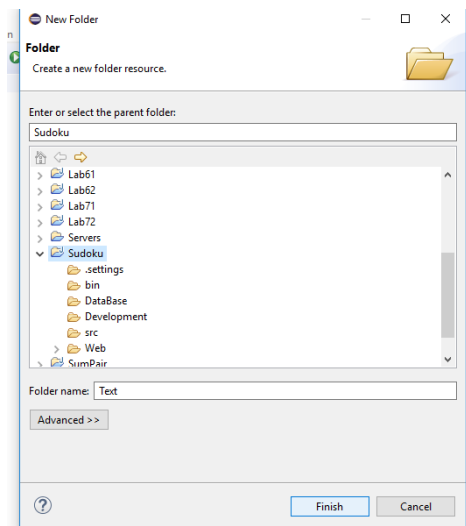 n
New Folder
Folder
Create a new folder resource.
Enter or select the parent folder:
Sudoku
Lab61
Lab62
Lab71
Lab72
Servers
Sudoku
.settings
bin
DataBase
Development
src
Web
SumPair
Folder name: Text
Advanced >>
?
Finish Cancel